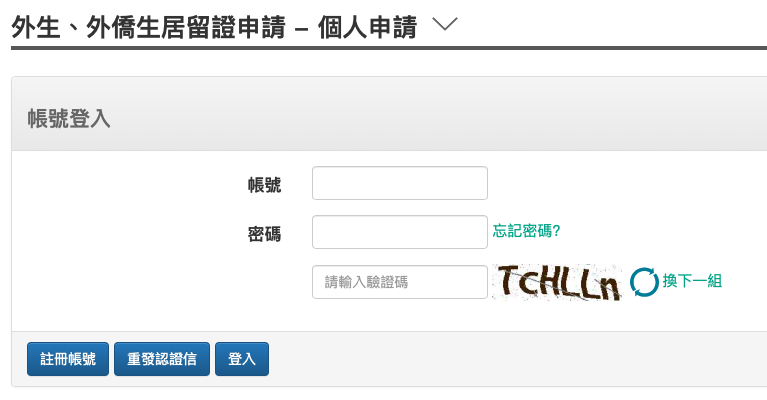 外生、外僑生居留證申請 – 個人申請
帳號登入
帳號
密碼 忘記密碼?
請輸入驗證碼 TcHLLn 換下一組
註冊帳號 重發認證信 登入